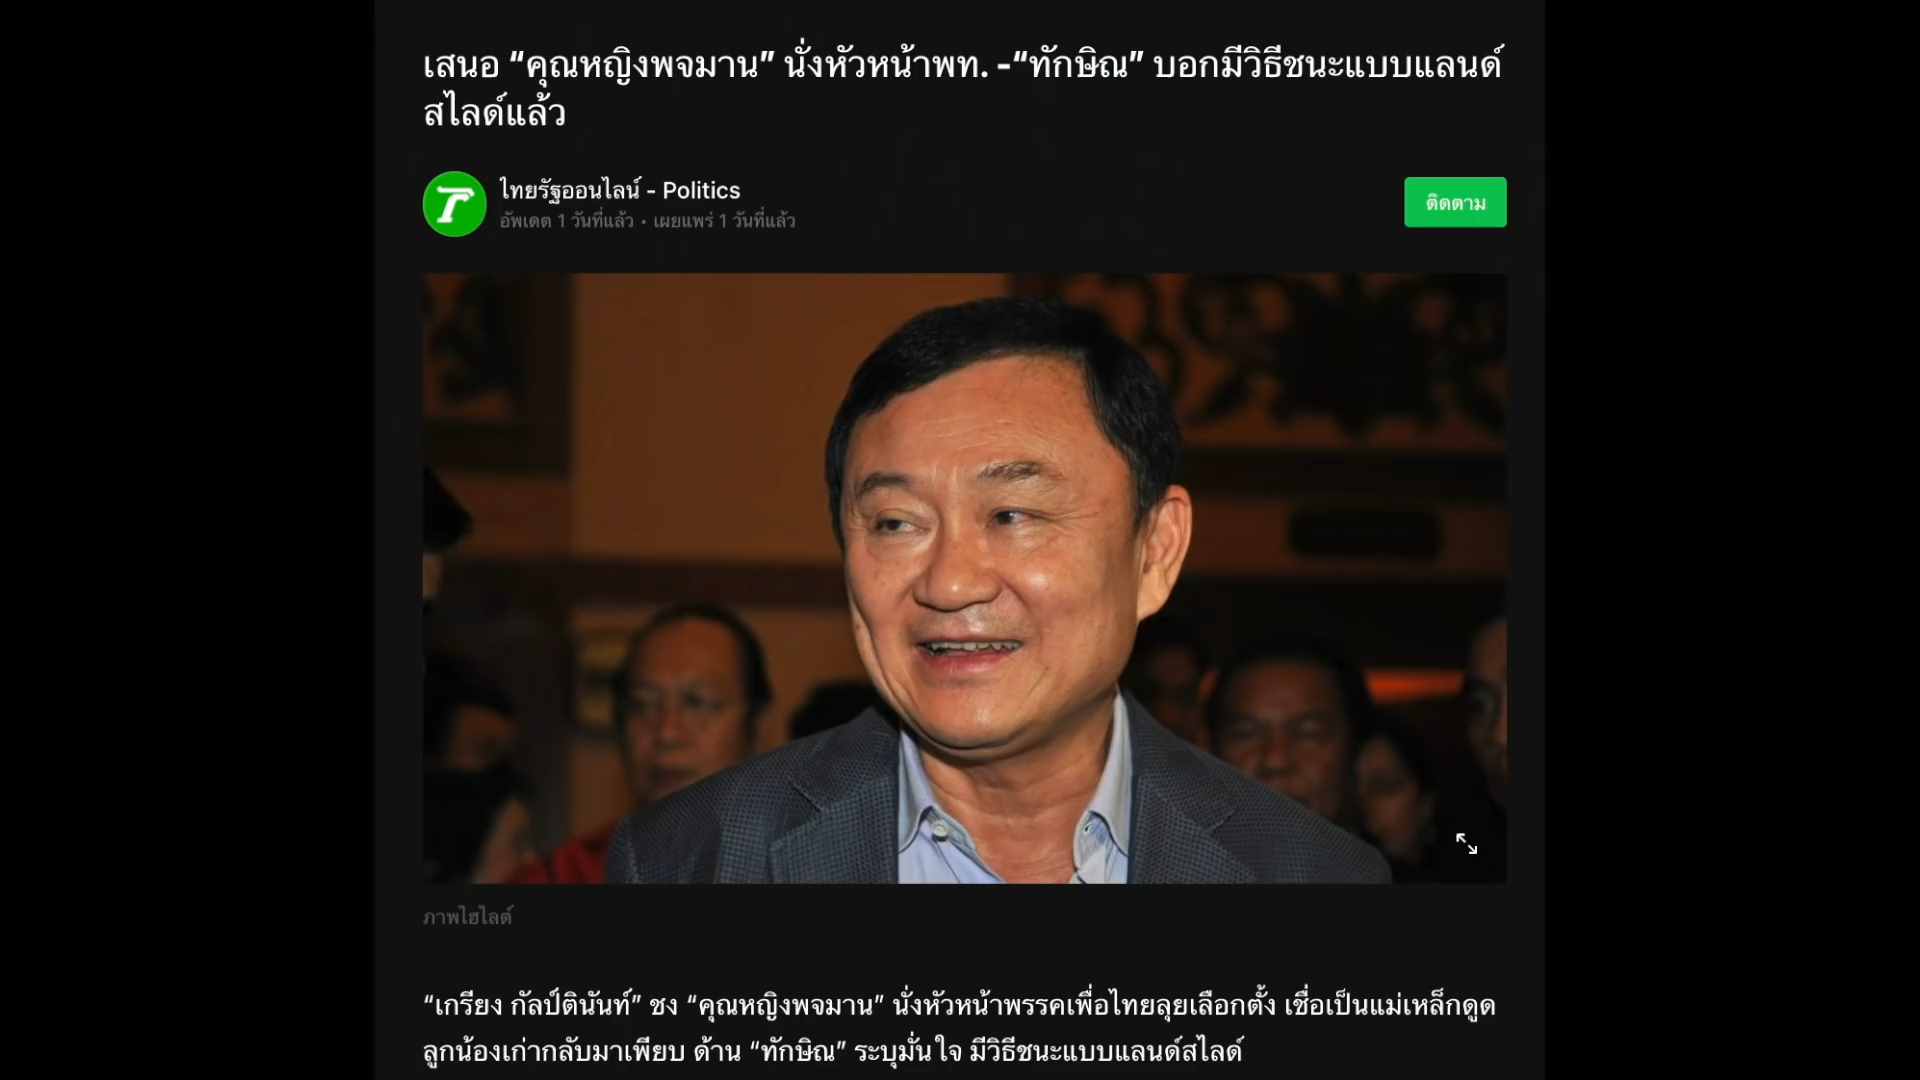 เสนอ “คุณหญิงพจมาน” นั่งหัวหน้าพท. -“ทักษิณ” บอกมีวิธีชนะแบบแลนด์
สไลด์แล้ว
ไทยรัฐออนไลน์ - Politics
อัพเดต 1 วันที่แล้ว • เผยแพร่ 1 วันที่แล้ว
ติดตาม
ภาพไฮไลต์
“เกรียง กัลป์ตินันท์” ชง “คุณหญิงพจมาน” นั่งหัวหน้าพรรคเพื่อไทยลุยเลือกตั้ง เชื่อเป็นแม่เหล็กดูด
ลูกน้องเก่ากลับมาเพียบ ด้าน “ทักษิณ” ระบุมั่นใจ มีวิธีชนะแบบแลนด์สไลด์